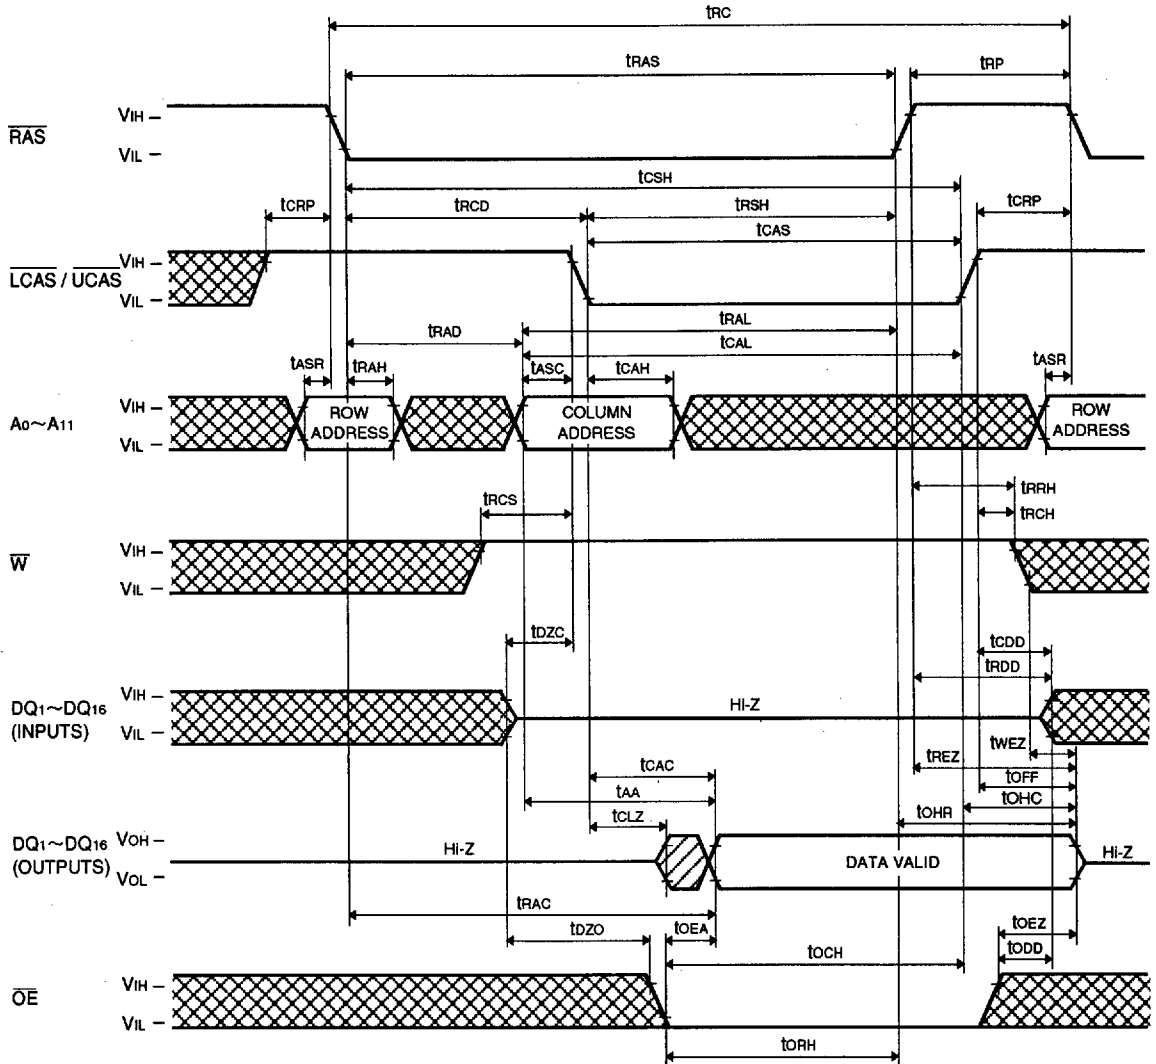 tRC
tRAS
tRP
RAS
VIH
VIL
tCSH
tCRP
tRCD
tRSH
tCRP
tCAS
LCAS / UCAS
VIH
VIL
tRAL
tRAD
tCAL
tASR
tRAH
tASC
tCAH
tASR
A0~A11
VIH
VIL
ROW
ADDRESS
COLUMN
ADDRESS
ROW
ADDRESS
tRRH
tRCS
tRCH
W
VIH
VIL
tDZC
tCDD
tRDD
DQ1~DQ16
(INPUTS)
VIH
VIL
Hi-Z
tWEZ
tREZ
tCAC
tOFF
tAA
tOHC
tCLZ
tOHR
DQ1~DQ16
(OUTPUTS)
VOH
VOL
Hi-Z
DATA VALID
Hi-Z
tRAC
tDZO
tOEA
tOEZ
tODD
tOCH
OE
VIH
VIL
tORH